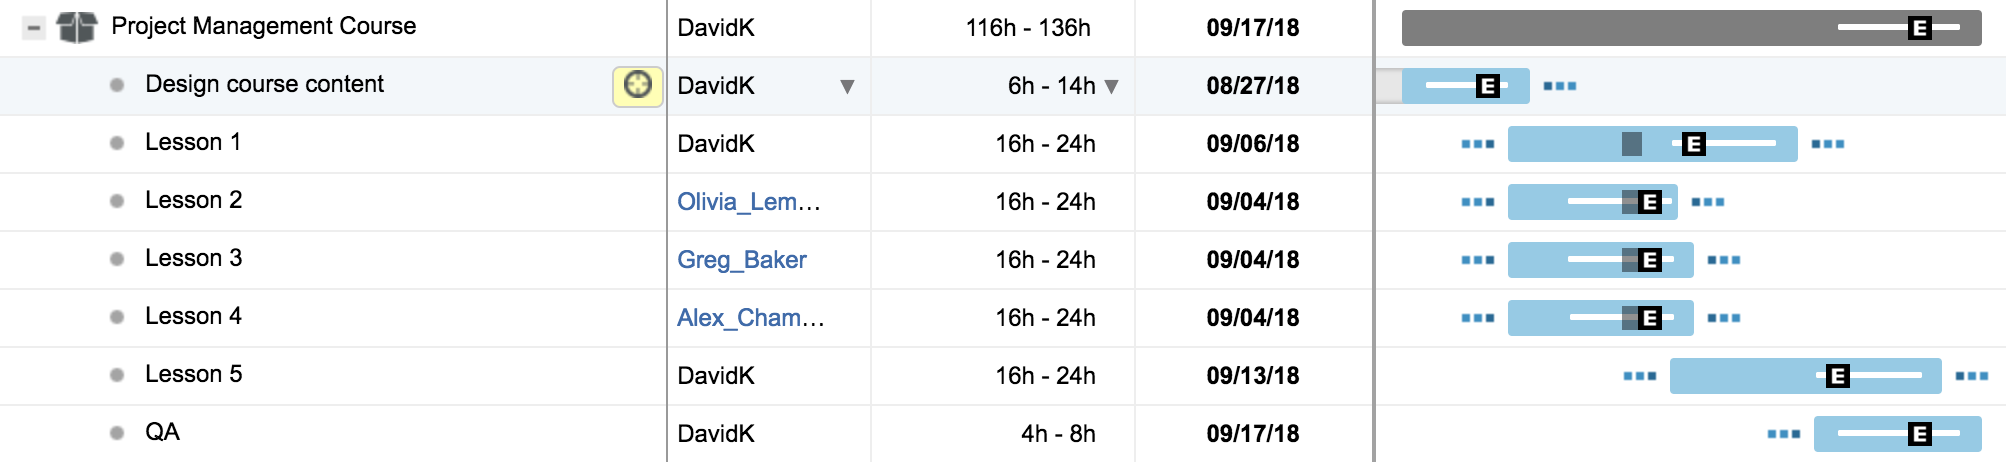 Project Management Course DavidK 116h - 136h 09/17/18 E
Design course content DavidK 6h - 14h 08/27/18 E
Lesson 1 DavidK 16h - 24h 09/06/18 E
Lesson 2 Olivia_Lem... 16h - 24h 09/04/18 E
Lesson 3 Greg_Baker 16h - 24h 09/04/18 E
Lesson 4 Alex_Cham... 16h - 24h 09/04/18 E
Lesson 5 DavidK 16h - 24h 09/13/18 E
QA DavidK 4h - 8h 09/17/18 E